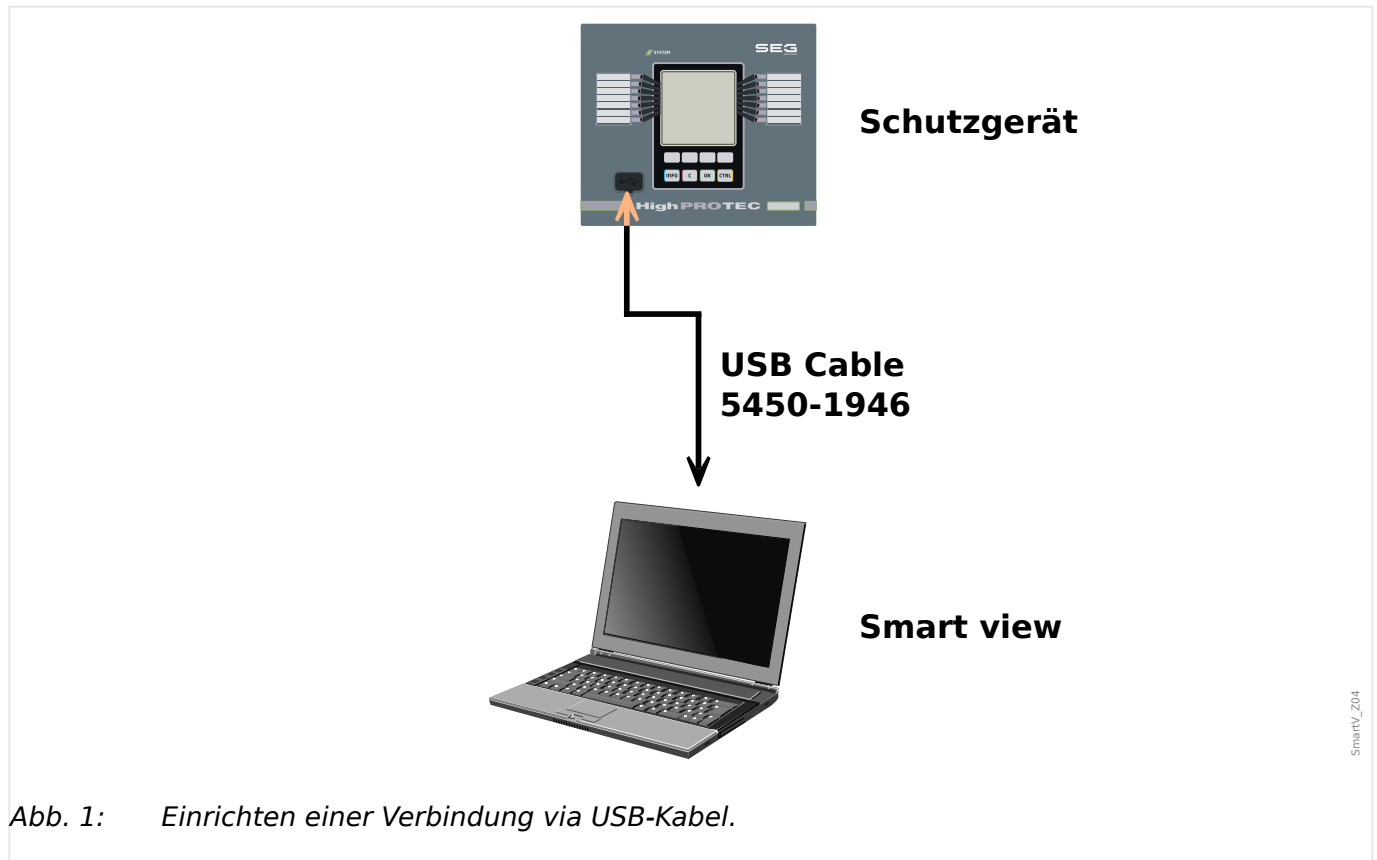 SYSTEM
SEG
Schutzgerät
INFO C OK CTRL
HighPROTEC
USB Cable
5450-1946
Smart view
SmartV_Z04
Abb. 1: Einrichten einer Verbindung via USB-Kabel.